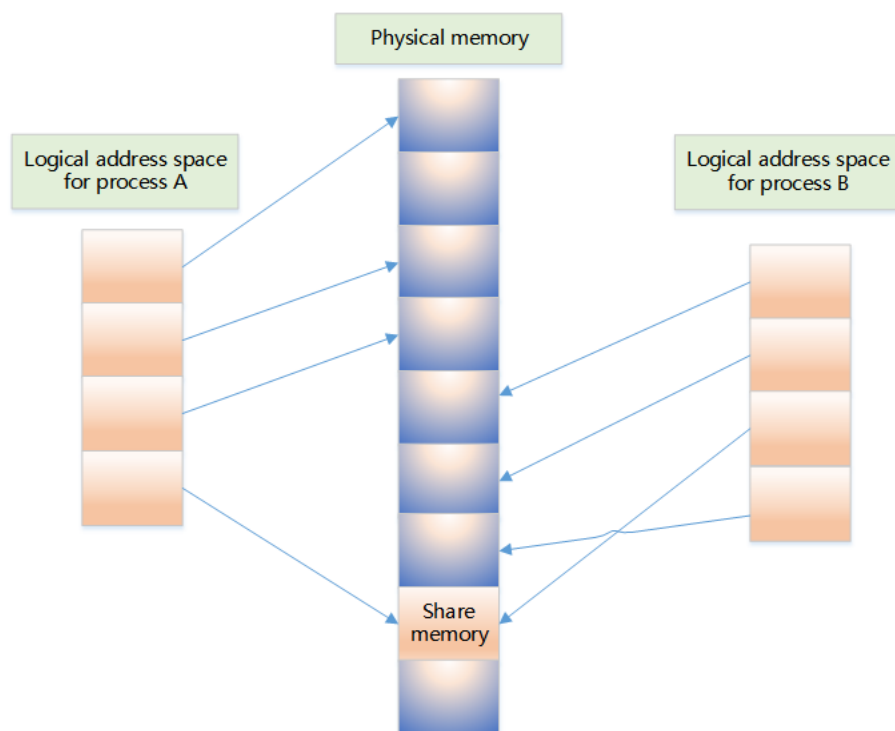 Physical memory
Logical address space
for process A
Logical address space
for process B
Share
memory